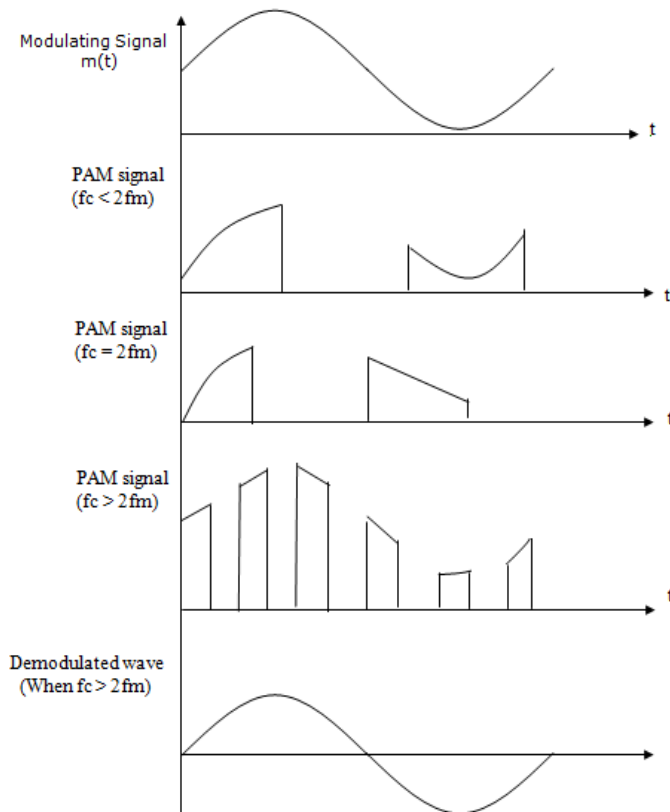 Modulating Signal
m(t)
t
PAM signal
(fc < 2fm)
t
PAM signal
(fc = 2fm)
t
PAM signal
(fc > 2fm)
t
Demodulated wave
(When fc > 2fm)
t